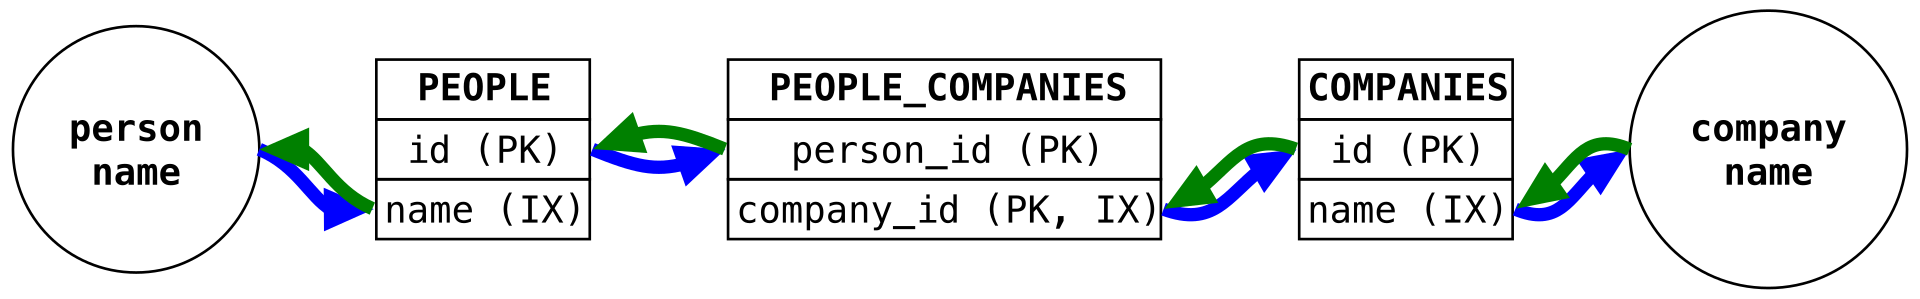 person
name
PEOPLE
id (PK)
name (IX)
PEOPLE_COMPANIES
person_id (PK)
company_id (PK, IX)
COMPANIES
id (PK)
name (IX)
company
name